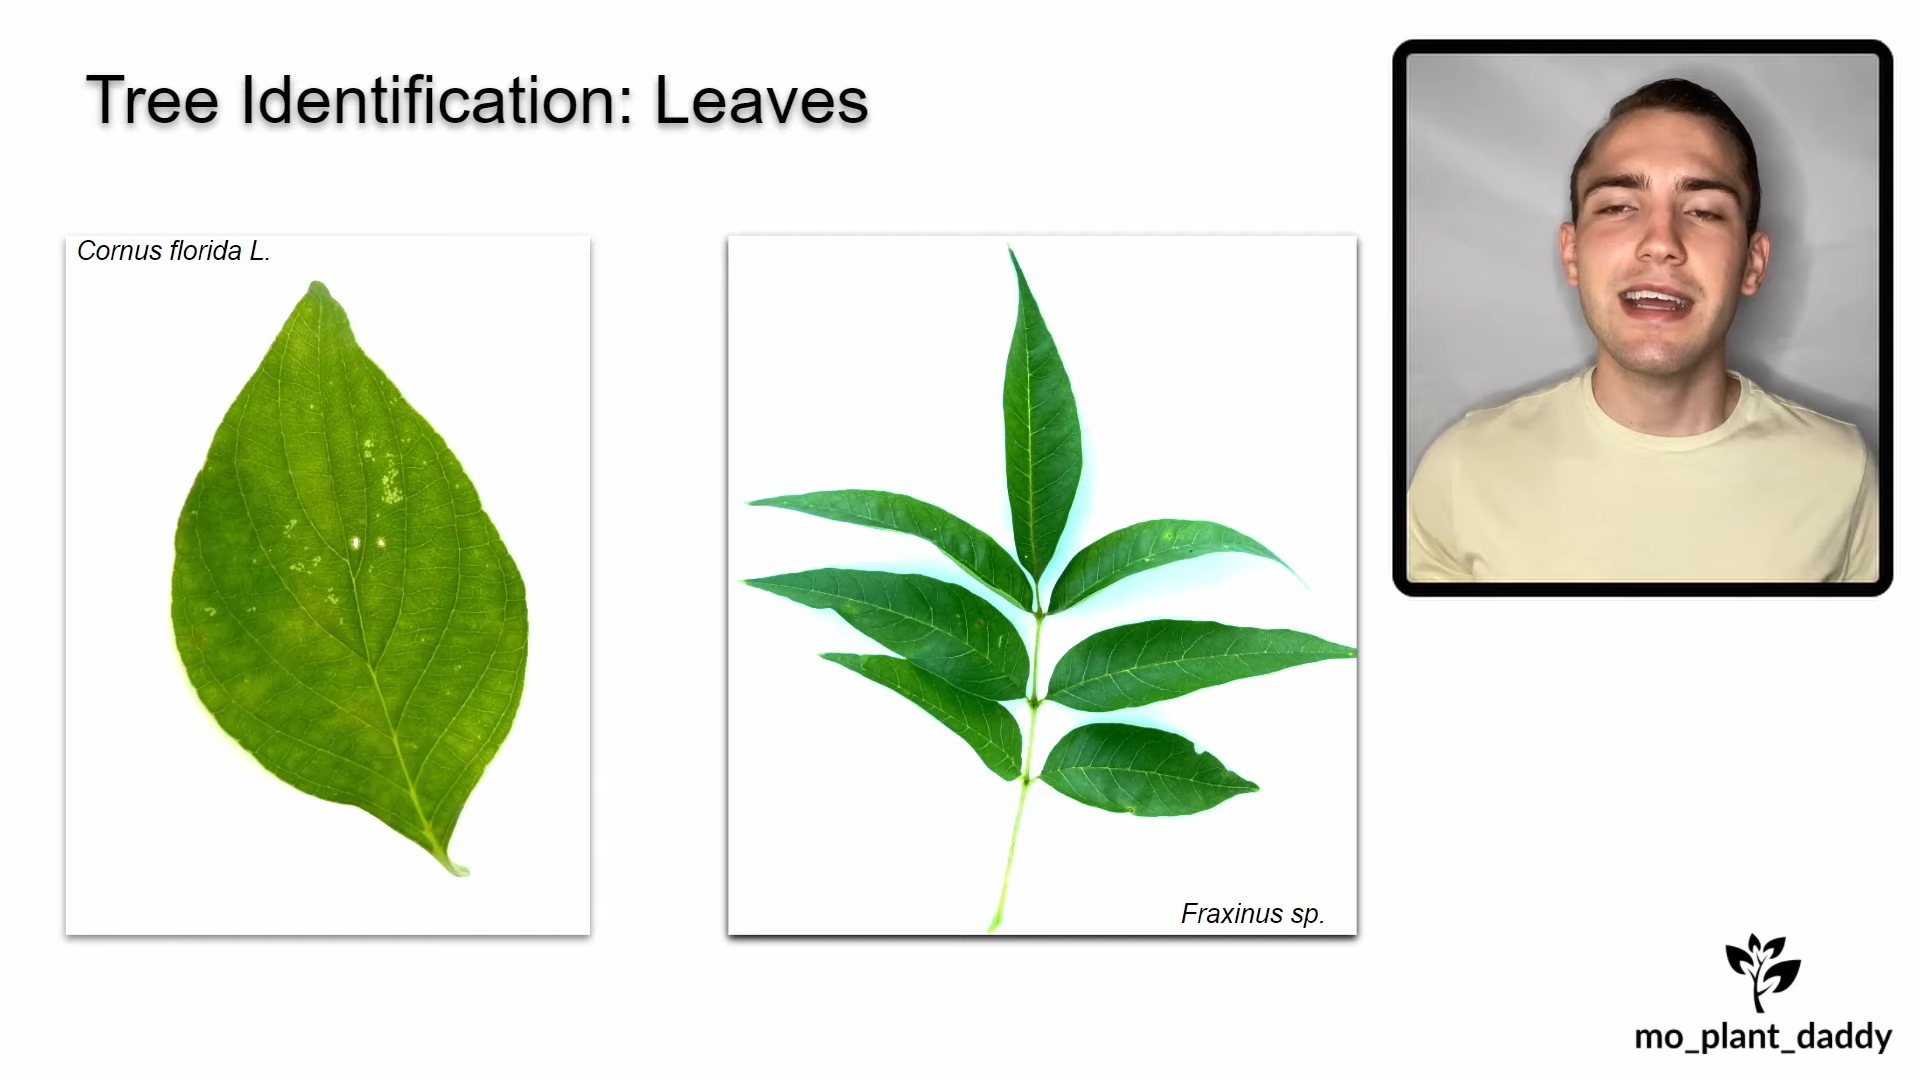 Tree Identification: Leaves
Cornus florida L.
Fraxinus sp.
mo_plant_daddy